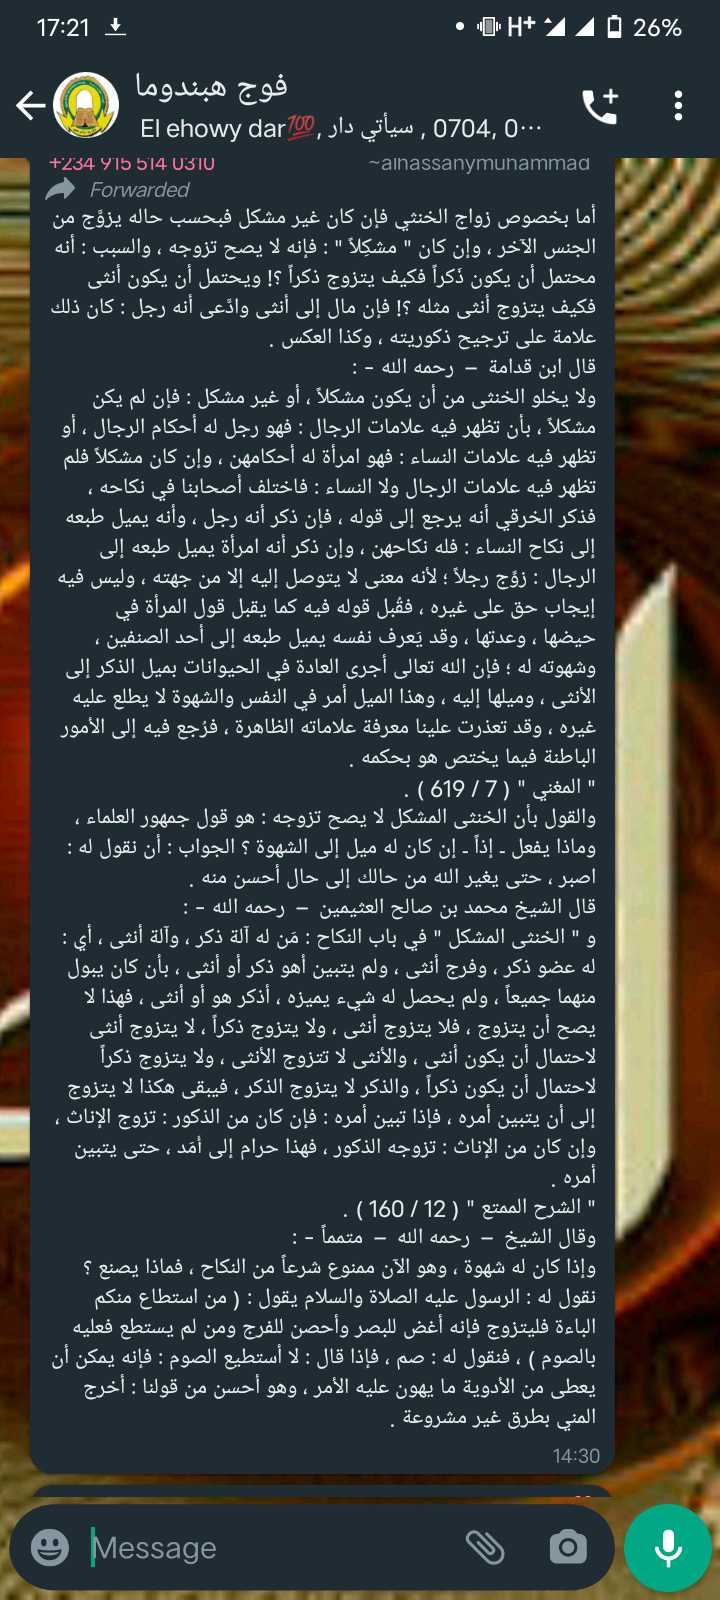 17:21
H+ 26%
فوج هبندوما
El ehowy dar💯, سيأتي دار , 0704, 0…
+234 915 514 0310 ~alhassanymuhammad
Forwarded
أما بخصوص زواج الخنثي فإن كان غير مشكل فبحسب حاله يزوَّج من
الجنس الآخر ، وإن كان " مشكِلاً " : فإنه لا يصح تزوجه ، والسبب : أنه
محتمل أن يكون ذَكراً فكيف يتزوج ذكراً ؟! ويحتمل أن يكون أنثى
فكيف يتزوج أنثى مثله ؟! فإن مال إلى أنثى وادَّعى أنه رجل : كان ذلك
علامة على ترجيح ذكوريته ، وكذا العكس .
قال ابن قدامة – رحمه الله - :
ولا يخلو الخنثى من أن يكون مشكلاً ، أو غير مشكل : فإن لم يكن
مشكلاً ، بأن تظهر فيه علامات الرجال : فهو رجل له أحكام الرجال ، أو
تظهر فيه علامات النساء : فهو امرأة له أحكامهن ، وإن كان مشكلاً فلم
تظهر فيه علامات الرجال ولا النساء : فاختلف أصحابنا في نكاحه ،
فذكر الخرقي أنه يرجع إلى قوله ، فإن ذكر أنه رجل ، وأنه يميل طبعه
إلى نكاح النساء : فله نكاحهن ، وإن ذكر أنه امرأة يميل طبعه إلى
الرجال : زوِّج رجلاً ؛ لأنه معنى لا يتوصل إليه إلا من جهته ، وليس فيه
إيجاب حق على غيره ، فقُبل قوله فيه كما يقبل قول المرأة في
حيضها ، وعدتها ، وقد يَعرف نفسه يميل طبعه إلى أحد الصنفين ،
وشهوته له ؛ فإن الله تعالى أجرى العادة في الحيوانات بميل الذكر إلى
الأنثى ، وميلها إليه ، وهذا الميل أمر في النفس والشهوة لا يطلع عليه
غيره ، وقد تعذرت علينا معرفة علاماته الظاهرة ، فرُجع فيه إلى الأمور
الباطنة فيما يختص هو بحكمه .
" المغني " ( 7 / 619 ) .
والقول بأن الخنثى المشكل لا يصح تزوجه : هو قول جمهور العلماء ،
وماذا يفعل ـ إذاً ـ إن كان له ميل إلى الشهوة ؟ الجواب : أن نقول له :
اصبر ، حتى يغير الله من حالك إلى حال أحسن منه .
قال الشيخ محمد بن صالح العثيمين – رحمه الله - :
و " الخنثى المشكل " في باب النكاح : مَن له آلة ذكر ، وآلة أنثى ، أي :
له عضو ذكر ، وفرج أنثى ، ولم يتبين أهو ذكر أو أنثى ، بأن كان يبول
منهما جميعاً ، ولم يحصل له شيء يميزه ، أذكر هو أو أنثى ، فهذا لا
يصح أن يتزوج ، فلا يتزوج أنثى ، ولا يتزوج ذكراً ، لا يتزوج أنثى
لاحتمال أن يكون أنثى ، والأنثى لا تتزوج الأنثى ، ولا يتزوج ذكراً
لاحتمال أن يكون ذكراً ، والذكر لا يتزوج الذكر ، فيبقى هكذا لا يتزوج
إلى أن يتبين أمره ، فإذا تبين أمره : فإن كان من الذكور : تزوج الإناث ،
وإن كان من الإناث : تزوجه الذكور ، فهذا حرام إلى أمَد ، حتى يتبين
أمره .
" الشرح الممتع " ( 12 / 160 ) .
وقال الشيخ – رحمه الله – متمماً - :
وإذا كان له شهوة ، وهو الآن ممنوع شرعاً من النكاح ، فماذا يصنع ؟
نقول له : الرسول عليه الصلاة والسلام يقول : ( من استطاع منكم
الباءة فليتزوج فإنه أغض للبصر وأحصن للفرج ومن لم يستطع فعليه
بالصوم ) ، فنقول له : صم ، فإذا قال : لا أستطيع الصوم : فإنه يمكن أن
يعطى من الأدوية ما يهون عليه الأمر ، وهو أحسن من قولنا : أخرج
المني بطرق غير مشروعة .
14:30
Message